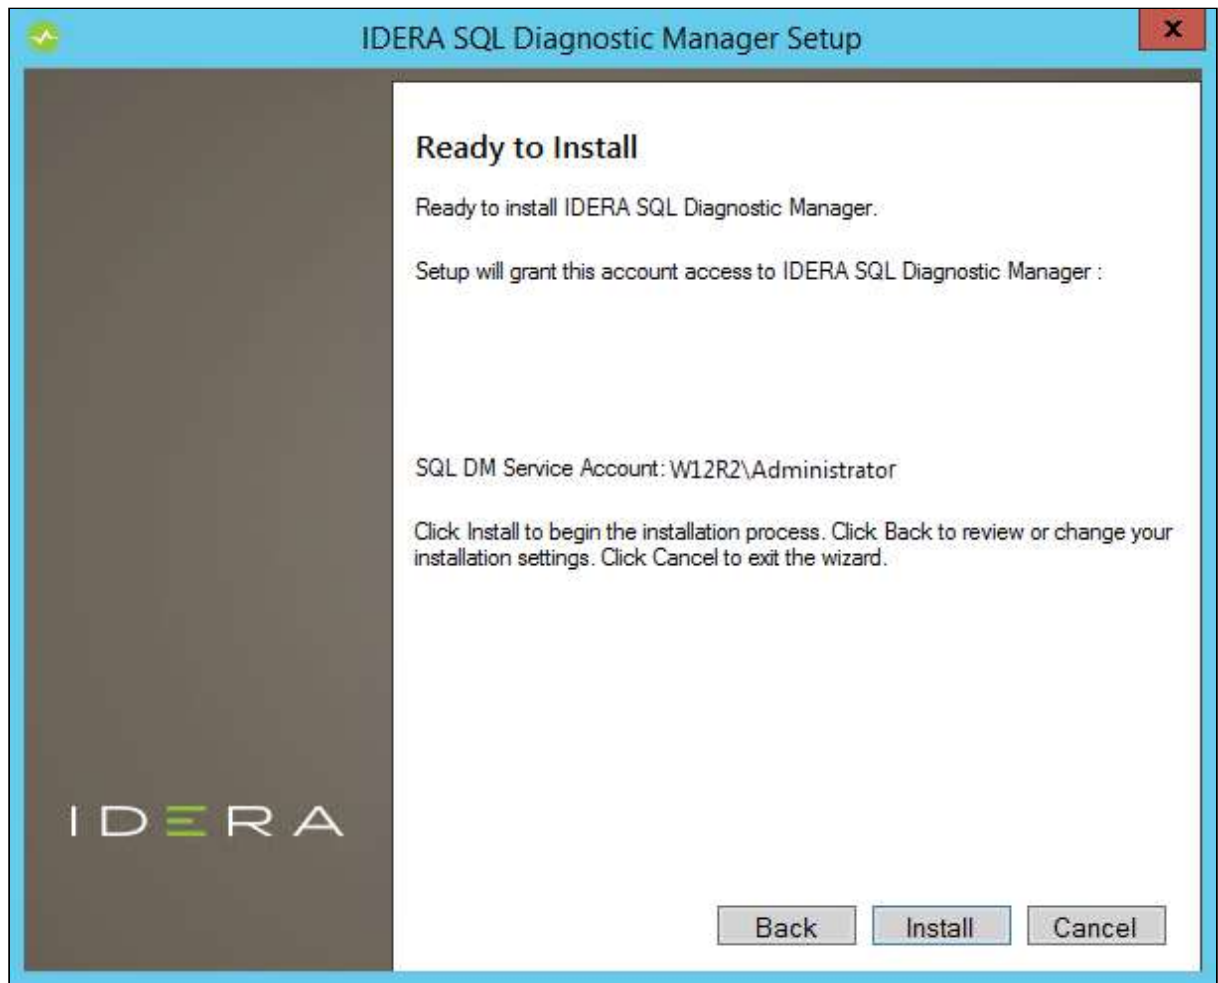 IDERA SQL Diagnostic Manager Setup
x
Ready to Install
Ready to install IDERA SQL Diagnostic Manager.
Setup will grant this account access to IDERA SQL Diagnostic Manager :
SQL DM Service Account: W12R2\Administrator
Click Install to begin the installation process. Click Back to review or change your
installation settings. Click Cancel to exit the wizard.
IDERA
Back Install Cancel